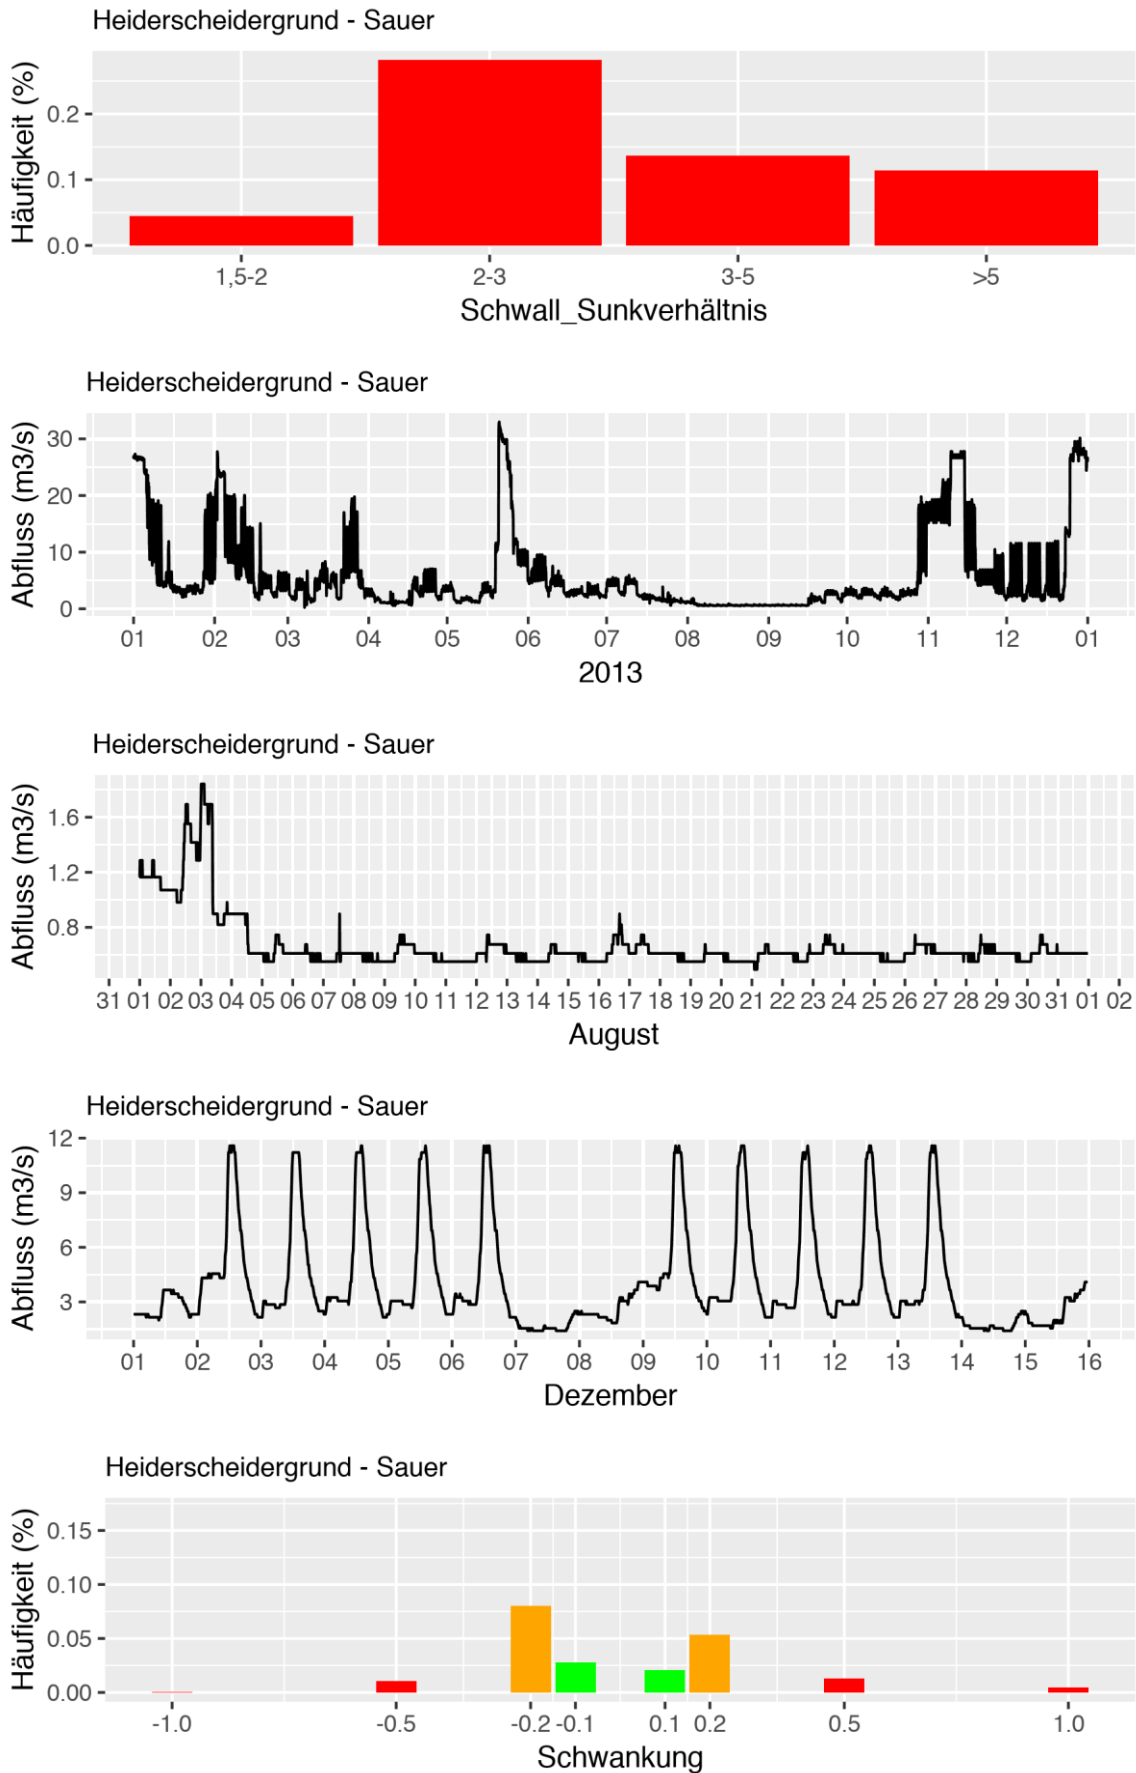 Heiderscheidergrund - Sauer
Häufigkeit (%)
0.2
0.1
0.0
1,5-2 2-3 3-5 >5
Schwall_Sunkverhältnis
Heiderscheidergrund - Sauer
Abfluss (m3/s)
30
20
10
0
01 02 03 04 05 06 07 08 09 10 11 12 01
2013
Heiderscheidergrund - Sauer
Abfluss (m3/s)
1.6
1.2
0.8
31 01 02 03 04 05 06 07 08 09 10 11 12 13 14 15 16 17 18 19 20 21 22 23 24 25 26 27 28 29 30 31 01 02
August
Heiderscheidergrund - Sauer
Abfluss (m3/s)
12
9
6
3
01 02 03 04 05 06 07 08 09 10 11 12 13 14 15 16
Dezember
Heiderscheidergrund - Sauer
Häufigkeit (%)
0.15
0.10
0.05
0.00
-1.0 -0.5 -0.2 -0.1 0.1 0.2 0.5 1.0
Schwankung